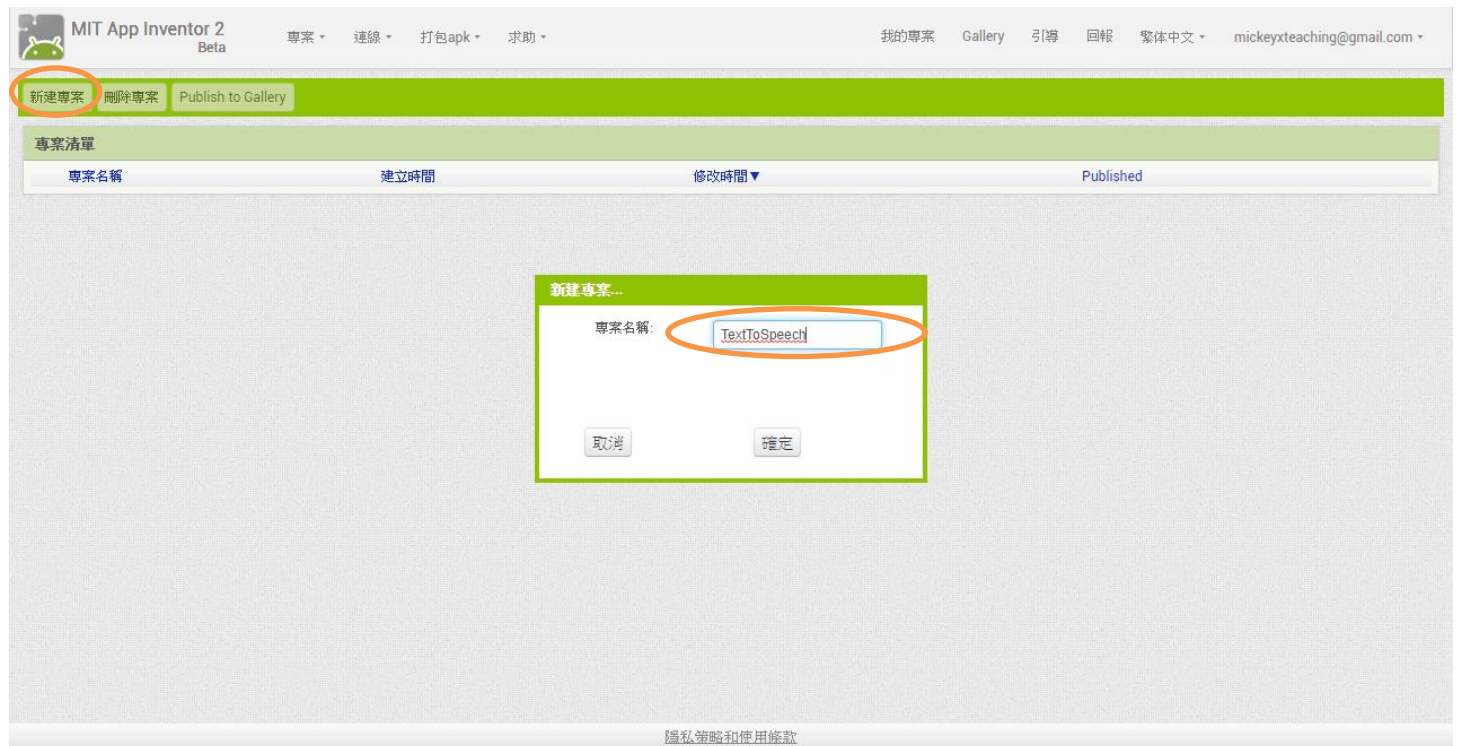 MIT App Inventor 2
Beta
專案 連線 打包apk 求助 我的專案 Gallery 引導 回報 繁体中文 mickeyxteaching@gmail.com
新建專案 刪除專案 Publish to Gallery
專案清單
專案名稱 建立時間 修改時間▼ Published
新建專案...
專案名稱: TextToSpeech
取消 確定
隱私策略和使用條款